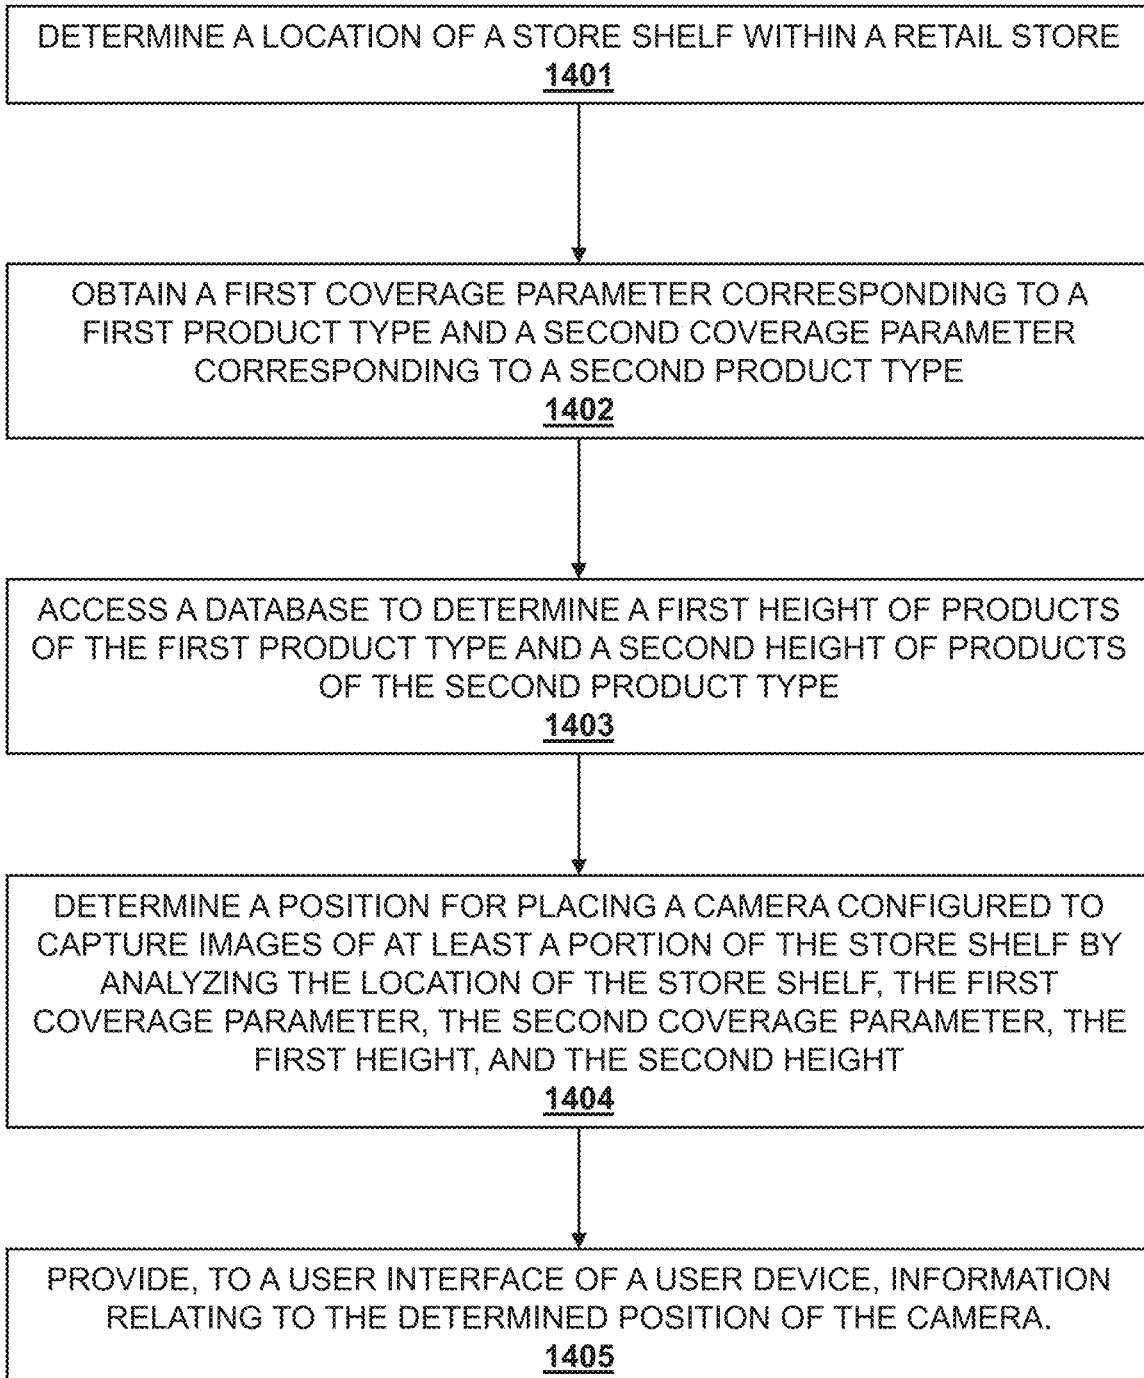 DETERMINE A LOCATION OF A STORE SHELF WITHIN A RETAIL STORE
1401
OBTAIN A FIRST COVERAGE PARAMETER CORRESPONDING TO A
FIRST PRODUCT TYPE AND A SECOND COVERAGE PARAMETER
CORRESPONDING TO A SECOND PRODUCT TYPE
1402
ACCESS A DATABASE TO DETERMINE A FIRST HEIGHT OF PRODUCTS
OF THE FIRST PRODUCT TYPE AND A SECOND HEIGHT OF PRODUCTS
OF THE SECOND PRODUCT TYPE
1403
DETERMINE A POSITION FOR PLACING A CAMERA CONFIGURED TO
CAPTURE IMAGES OF AT LEAST A PORTION OF THE STORE SHELF BY
ANALYZING THE LOCATION OF THE STORE SHELF, THE FIRST
COVERAGE PARAMETER, THE SECOND COVERAGE PARAMETER, THE
FIRST HEIGHT, AND THE SECOND HEIGHT
1404
PROVIDE, TO A USER INTERFACE OF A USER DEVICE, INFORMATION
RELATING TO THE DETERMINED POSITION OF THE CAMERA.
1405